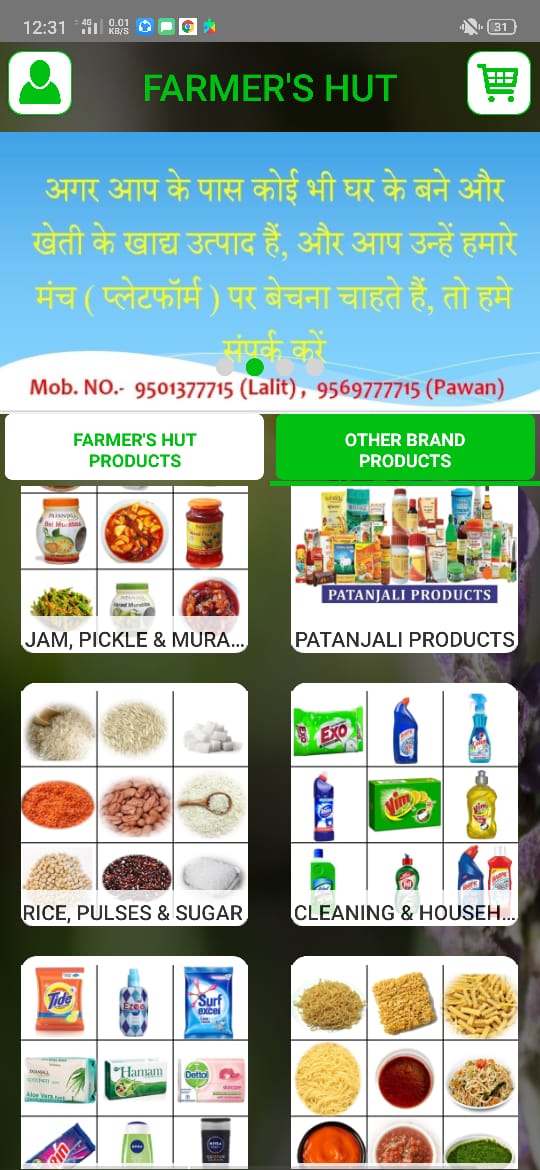 12:31 4G 0.01 KB/S 31
FARMER'S HUT
अगर आप के पास कोई भी घर के बने और
खेती के खाद्य उत्पाद हैं, और आप उन्हें हमारे
मंच ( प्लेटफॉर्म ) पर बेचना चाहते हैं, तो हमे
संपर्क करें
Mob. NO.- 9501377715 (Lalit) , 9569777715 (Pawan)
FARMER'S HUT
PRODUCTS
OTHER BRAND
PRODUCTS
PATANJALI PRODUCTS
JAM, PICKLE & MURA...
PATANJALI PRODUCTS
Exo
Vim
Vim
RICE, PULSES & SUGAR
CLEANING & HOUSEH...
Tide
Ezee
Surf
excel
Hamam
Dettol
Aloe Vera
NIVEA
NIVEA